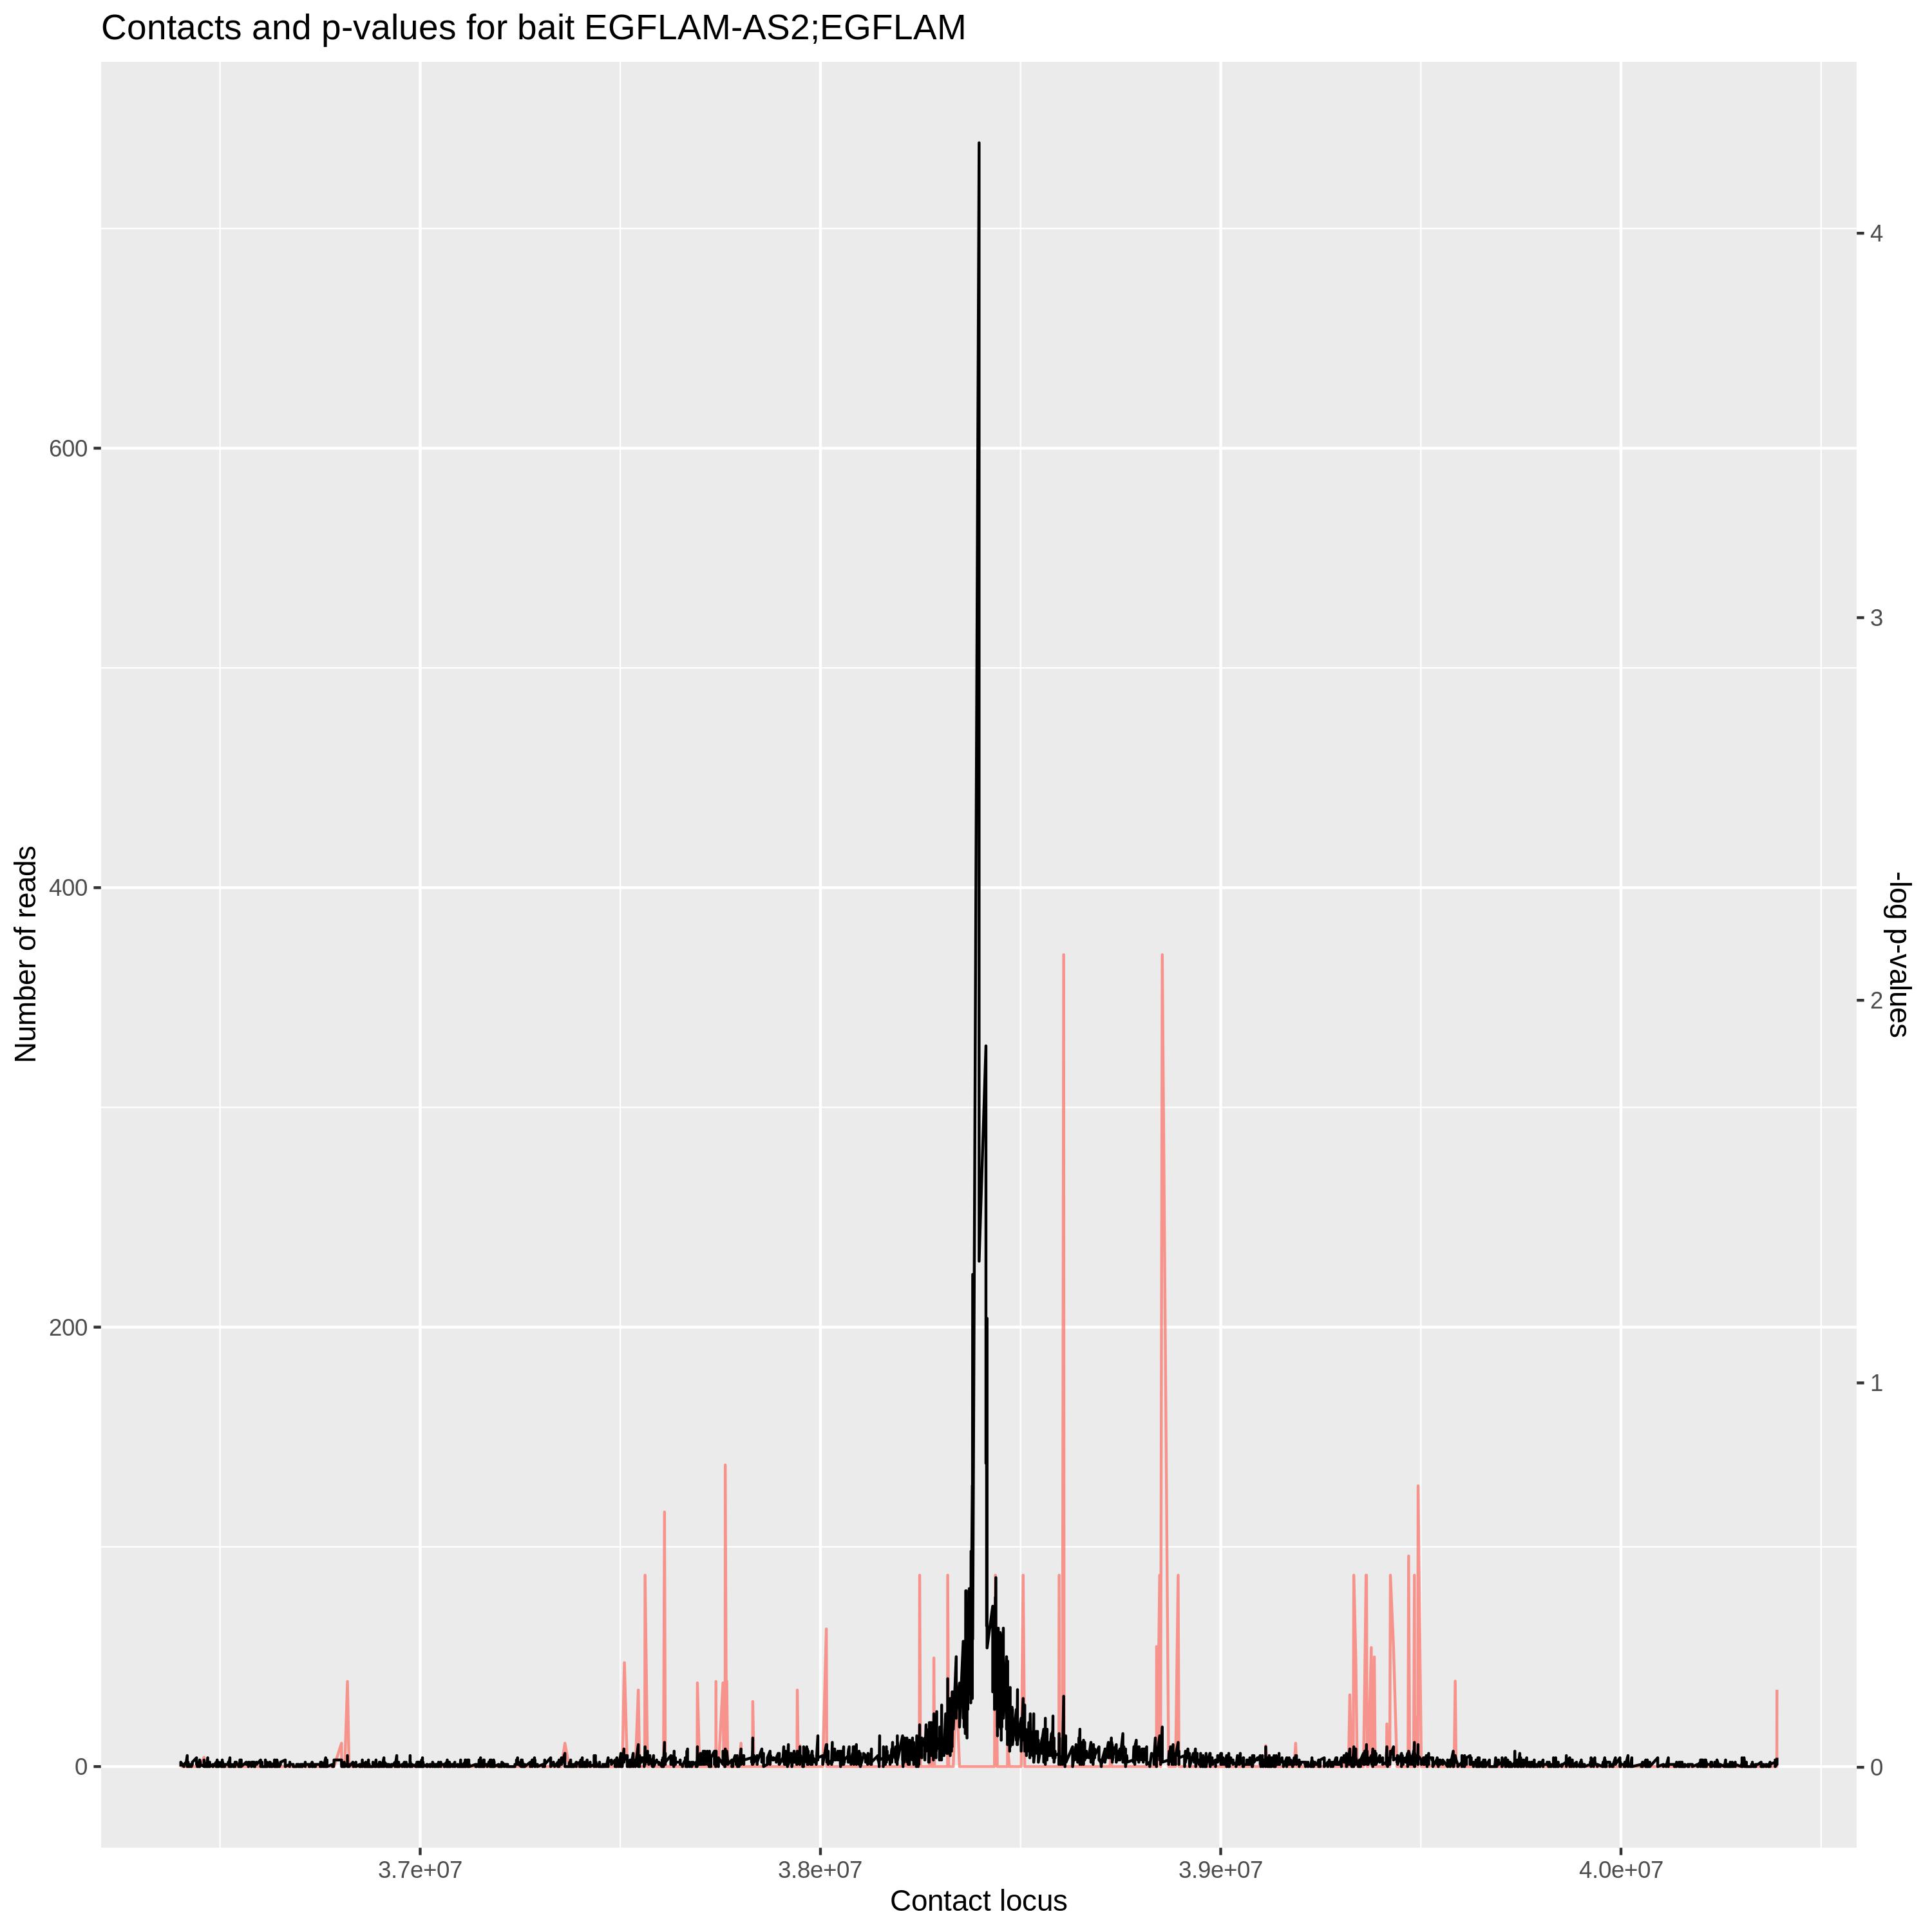 Contacts and p-values for bait EGFLAM-AS2;EGFLAM
Number of reads
600
400
200
0
4
3
2
1
0
-log p-values
3.7e+07 3.8e+07 3.9e+07 4.0e+07
Contact locus